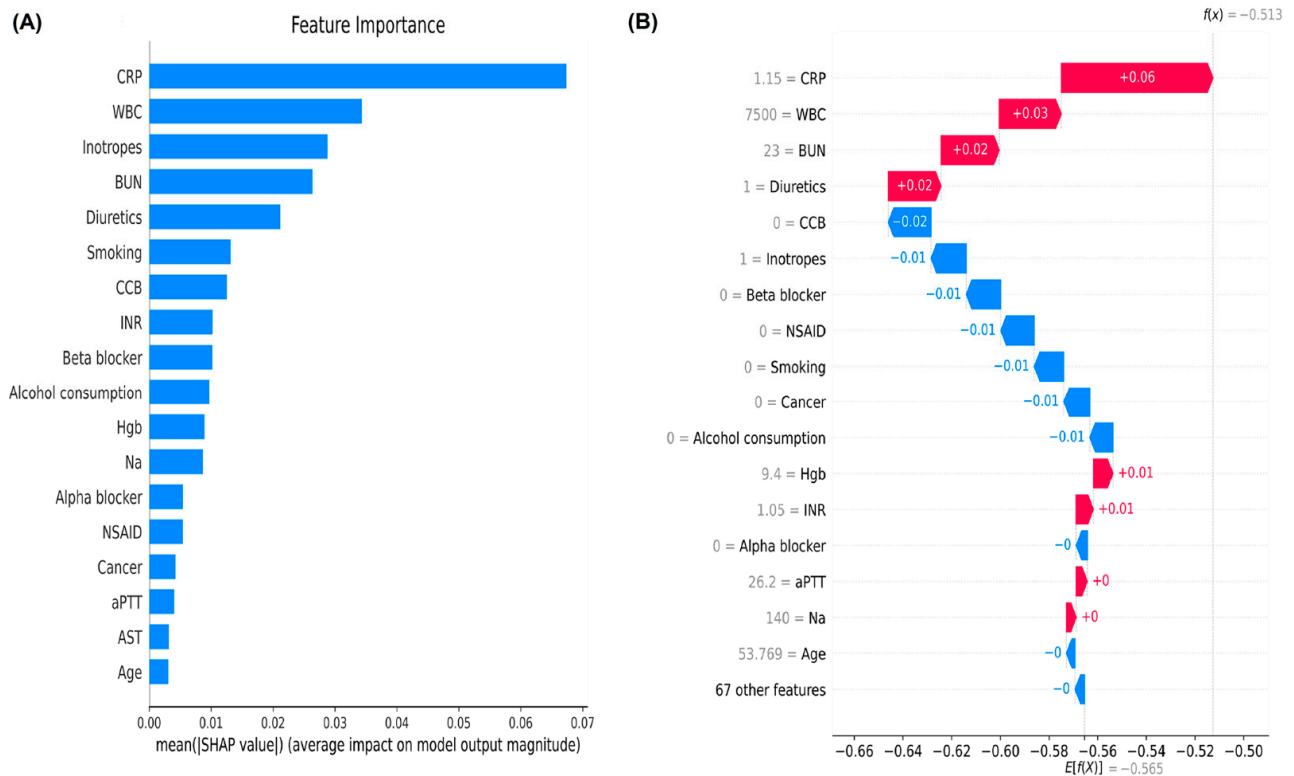 (A)
Feature Importance
CRP
WBC
Inotropes
BUN
Diuretics
Smoking
CCB
INR
Beta blocker
Alcohol consumption
Hgb
Na
Alpha blocker
NSAID
Cancer
aPTT
AST
Age
0.00 0.01 0.02 0.03 0.04 0.05 0.06 0.07
mean(|SHAP value|) (average impact on model output magnitude)
(B)
f(x) = −0.513
1.15 = CRP +0.06
7500 = WBC +0.03
23 = BUN +0.02
1 = Diuretics +0.02
0 = CCB −0.02
1 = Inotropes −0.01
0 = Beta blocker −0.01
0 = NSAID −0.01
0 = Smoking −0.01
0 = Cancer −0.01
0 = Alcohol consumption −0.01
9.4 = Hgb +0.01
1.05 = INR +0.01
0 = Alpha blocker −0
26.2 = aPTT +0
140 = Na +0
53.769 = Age −0
67 other features −0
−0.66 −0.64 −0.62 −0.60 −0.58 −0.56 −0.54 −0.52 −0.50
E[f(X)] = −0.565